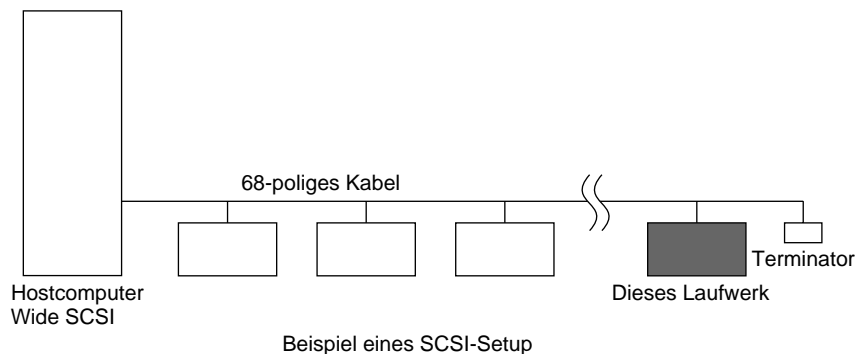 68-poliges Kabel
Terminator
Hostcomputer
Wide SCSI
Dieses Laufwerk
Beispiel eines SCSI-Setup